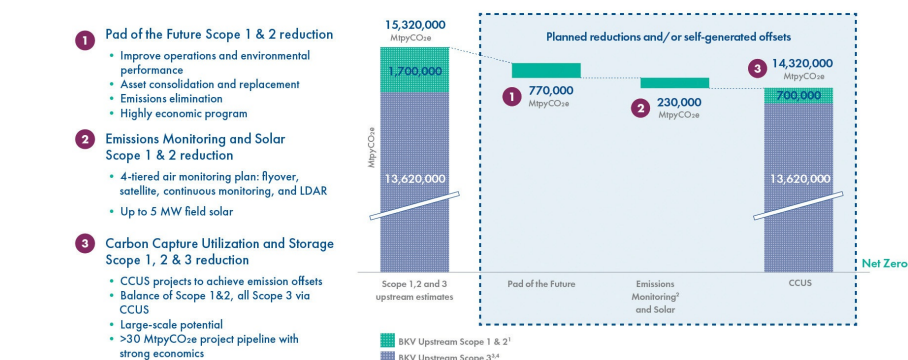 1
Pad of the Future Scope 1 & 2 reduction
• Improve operations and environmental
performance
• Asset consolidation and replacement
• Emissions elimination
• Highly economic program
2
Emissions Monitoring and Solar
Scope 1 & 2 reduction
• 4-tiered air monitoring plan: flyover,
satellite, continuous monitoring, and LDAR
• Up to 5 MW field solar
3
Carbon Capture Utilization and Storage
Scope 1, 2 & 3 reduction
• CCUS projects to achieve emission offsets
• Balance of Scope 1&2, all Scope 3 via
CCUS
• Large-scale potential
• >30 MtpyCO₂e project pipeline with
strong economics
MtpyCO₂e
15,320,000
MtpyCO₂e
1,700,000
13,620,000
Scope 1,2 and 3
upstream estimates
Planned reductions and/or self-generated offsets
1
770,000
MtpyCO₂e
Pad of the Future
2
230,000
MtpyCO₂e
Emissions
Monitoring²
and Solar
3
14,320,000
MtpyCO₂e
700,000
13,620,000
CCUS
Net Zero
BKV Upstream Scope 1 & 2¹
BKV Upstream Scope 3³,⁴